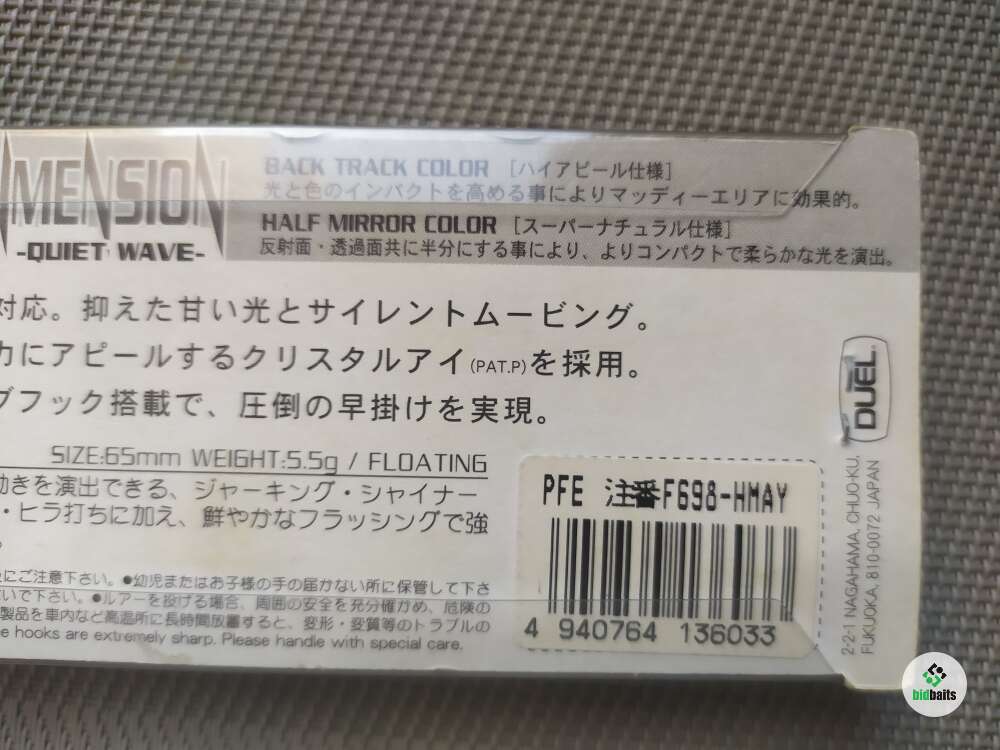 MENSION
-QUIET WAVE-
BACK TRACK COLOR [ハイアピール仕様]
光と色のインパクトを高める事によりマッディーエリアに効果的。
HALF MIRROR COLOR [スーパーナチュラル仕様]
反射面・透過面共に半分にする事により、よりコンパクトで柔らかな光を演出。
対応。抑えた甘い光とサイレントムービング。
力にアピールするクリスタルアイ(PAT.P)を採用。
ブフック搭載で、圧倒の早掛けを実現。
SIZE:65mm WEIGHT:5.5g / FLOATING
動きを演出できる、ジャーキング・シャイナー
・ヒラ打ちに加え、鮮やかなフラッシングで強
にご注意下さい。●幼児またはお子様の手の届かない所に保管して下さ
いで下さい。●ルアーを投げる場合、周囲の安全を充分確かめ、危険の
製品を車内など高温所に長時間放置すると、変形・変質等のトラブルの
e hooks are extremely sharp. Please handle with special care.
PFE 注番F698-HMAY
4 940764 136033
DUEL
2-2-1 NAGAHAMA, CHUO-KU,
FUKUOKA, 810-0072 JAPAN
bidbaits